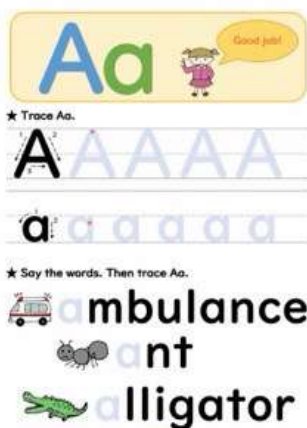 Aa
Good job!
★ Trace Aa.
A A A A A
a a a a a
★ Say the words. Then trace Aa.
ambulance
ant
alligator